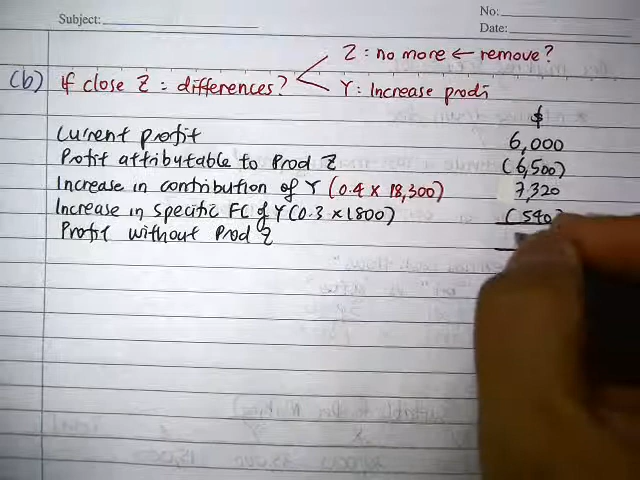 Subject:
No:
Date:
Z : no more ← remove?
(b) If close Z : differences?
Y : Increase prodi
$
Current profit 6,000
Profit attributable to Prod Z (6,500)
Increase in contribution of Y (0.4 x 18,300) 7,320
Increase in specific FC of Y (0.3 x 1800) (540)
Profit without Prod Z